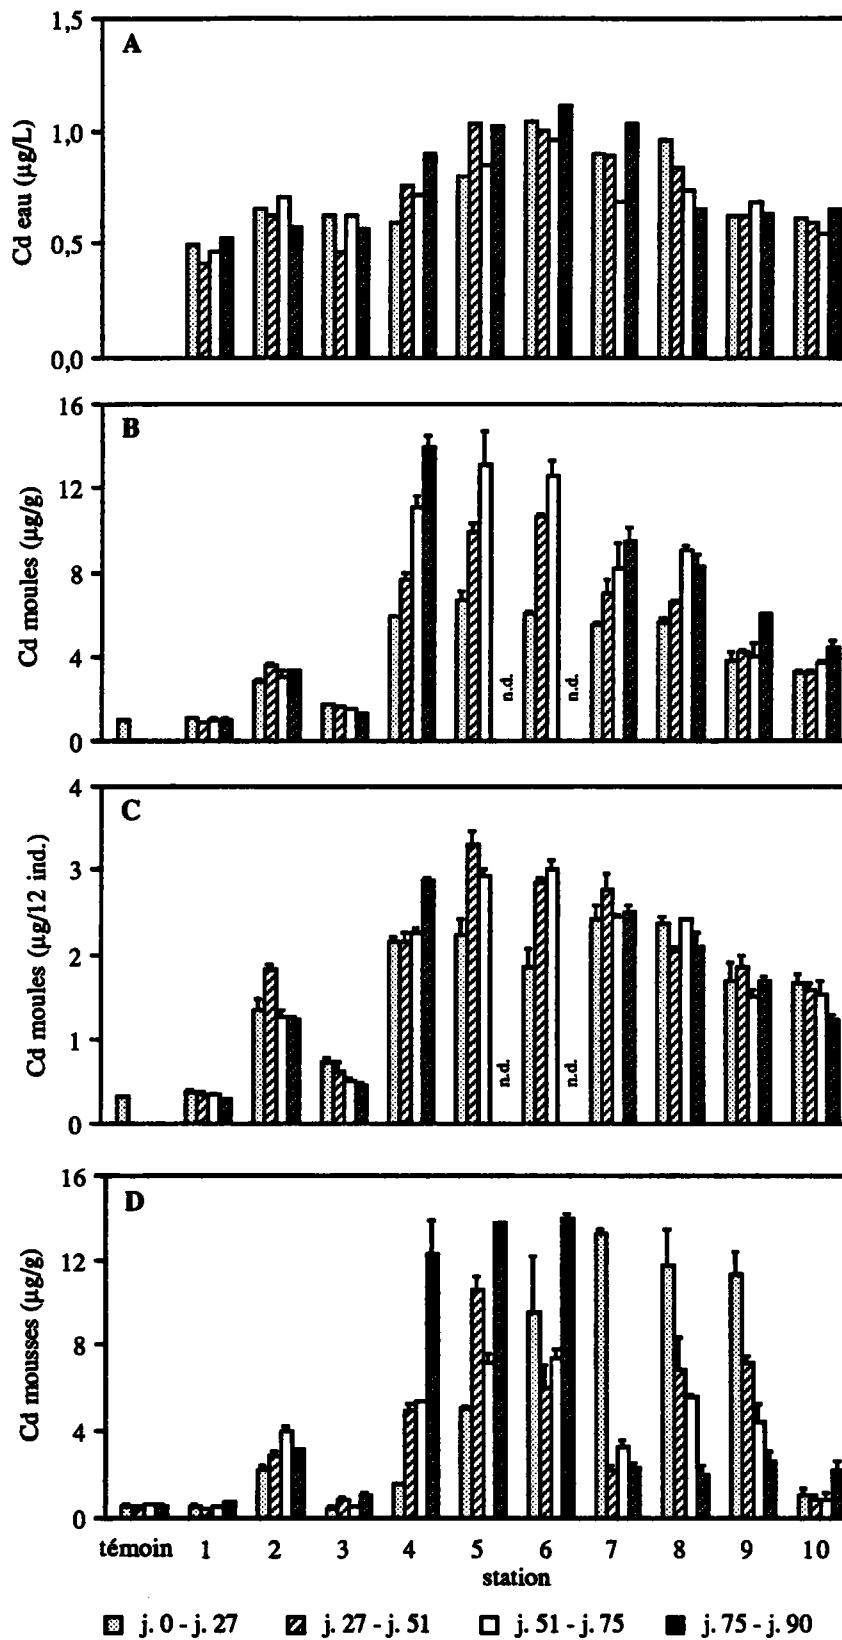 A
Cd eau (µg/L)
1,5
1,0
0,5
0,0
B
Cd moules (µg/g)
16
12
8
4
0
n.d.
n.d.
C
Cd moules (µg/12 ind.)
4
3
2
1
0
n.d.
n.d.
D
Cd mousses (µg/g)
16
12
8
4
0
témoin 1 2 3 4 5 6 7 8 9 10
station
j. 0 - j. 27 j. 27 - j. 51 j. 51 - j. 75 j. 75 - j. 90